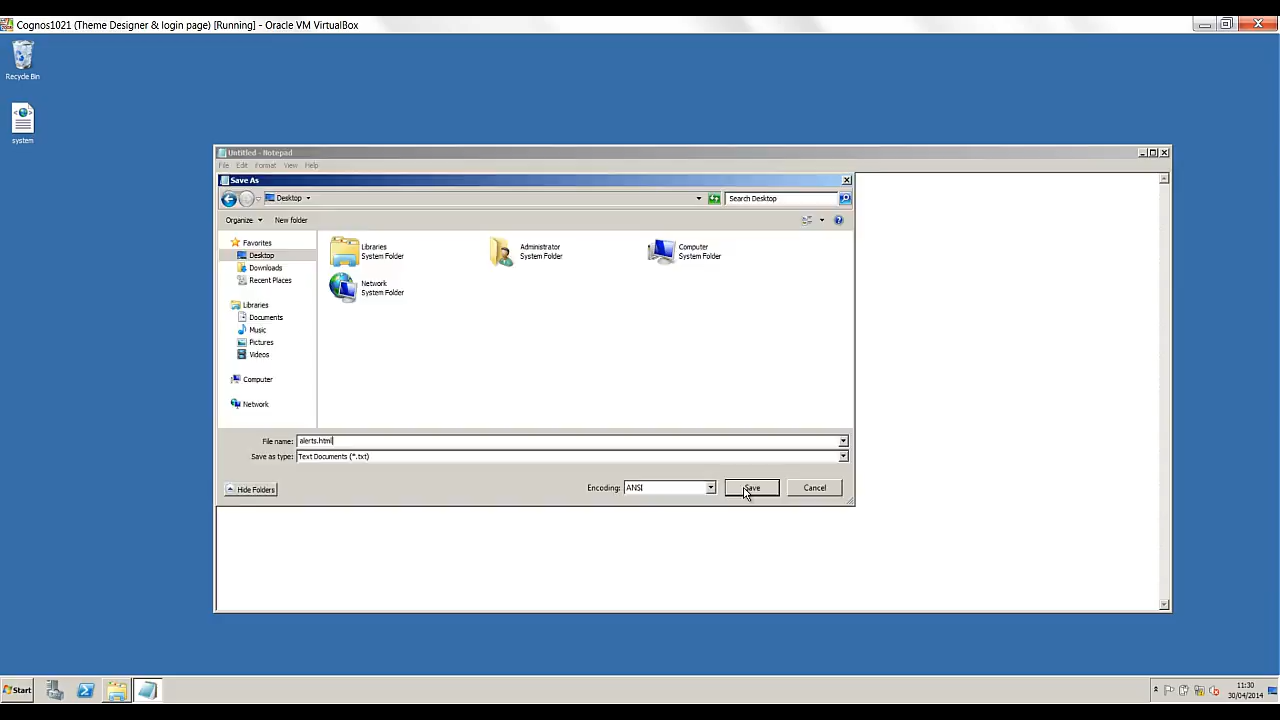 Cognos1021 (Theme Designer & login page) [Running] - Oracle VM VirtualBox
Recycle Bin
system
Untitled - Notepad
File Edit Format View Help
Save As
Desktop
Search Desktop
Organize New folder
Favorites
Desktop
Downloads
Recent Places
Libraries
Documents
Music
Pictures
Videos
Computer
Network
Libraries
System Folder
Administrator
System Folder
Computer
System Folder
Network
System Folder
File name: alerts.html
Save as type: Text Documents (*.txt)
Hide Folders
Encoding: ANSI
Save
Cancel
Start
11:30
30/04/2014